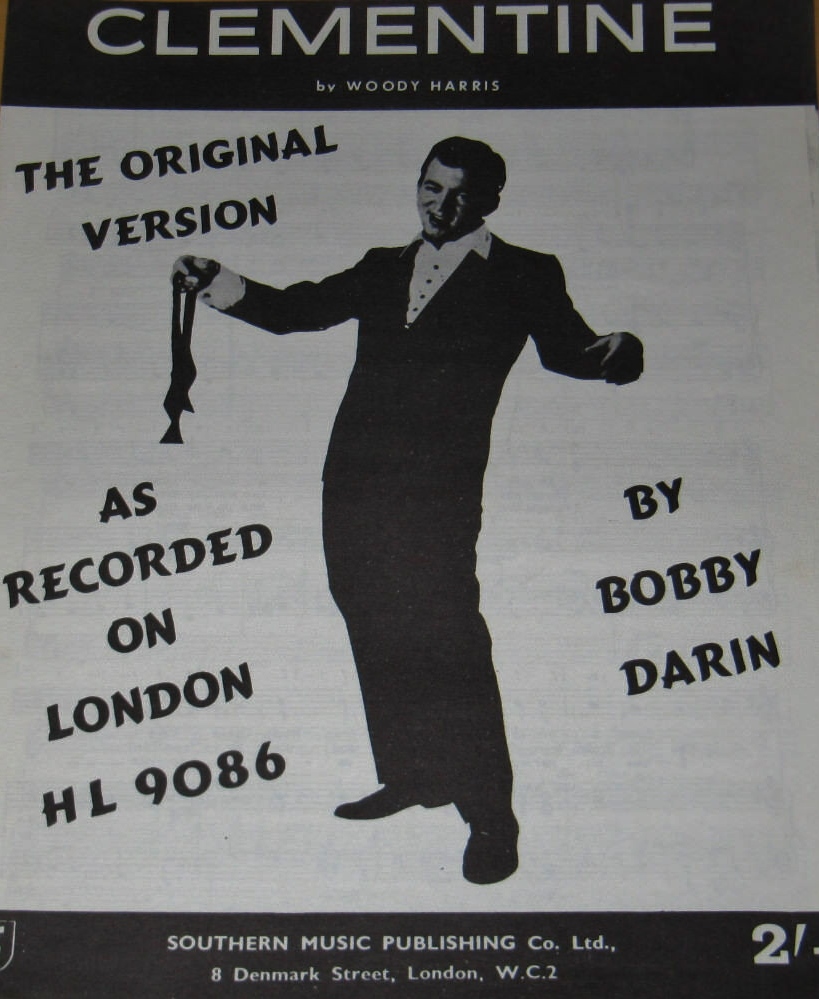 CLEMENTINE
by WOODY HARRIS
THE ORIGINAL
VERSION
AS
RECORDED
ON
LONDON
HL 9086
BY
BOBBY
DARIN
SOUTHERN MUSIC PUBLISHING Co. Ltd.,
8 Denmark Street, London, W.C.2
2/-